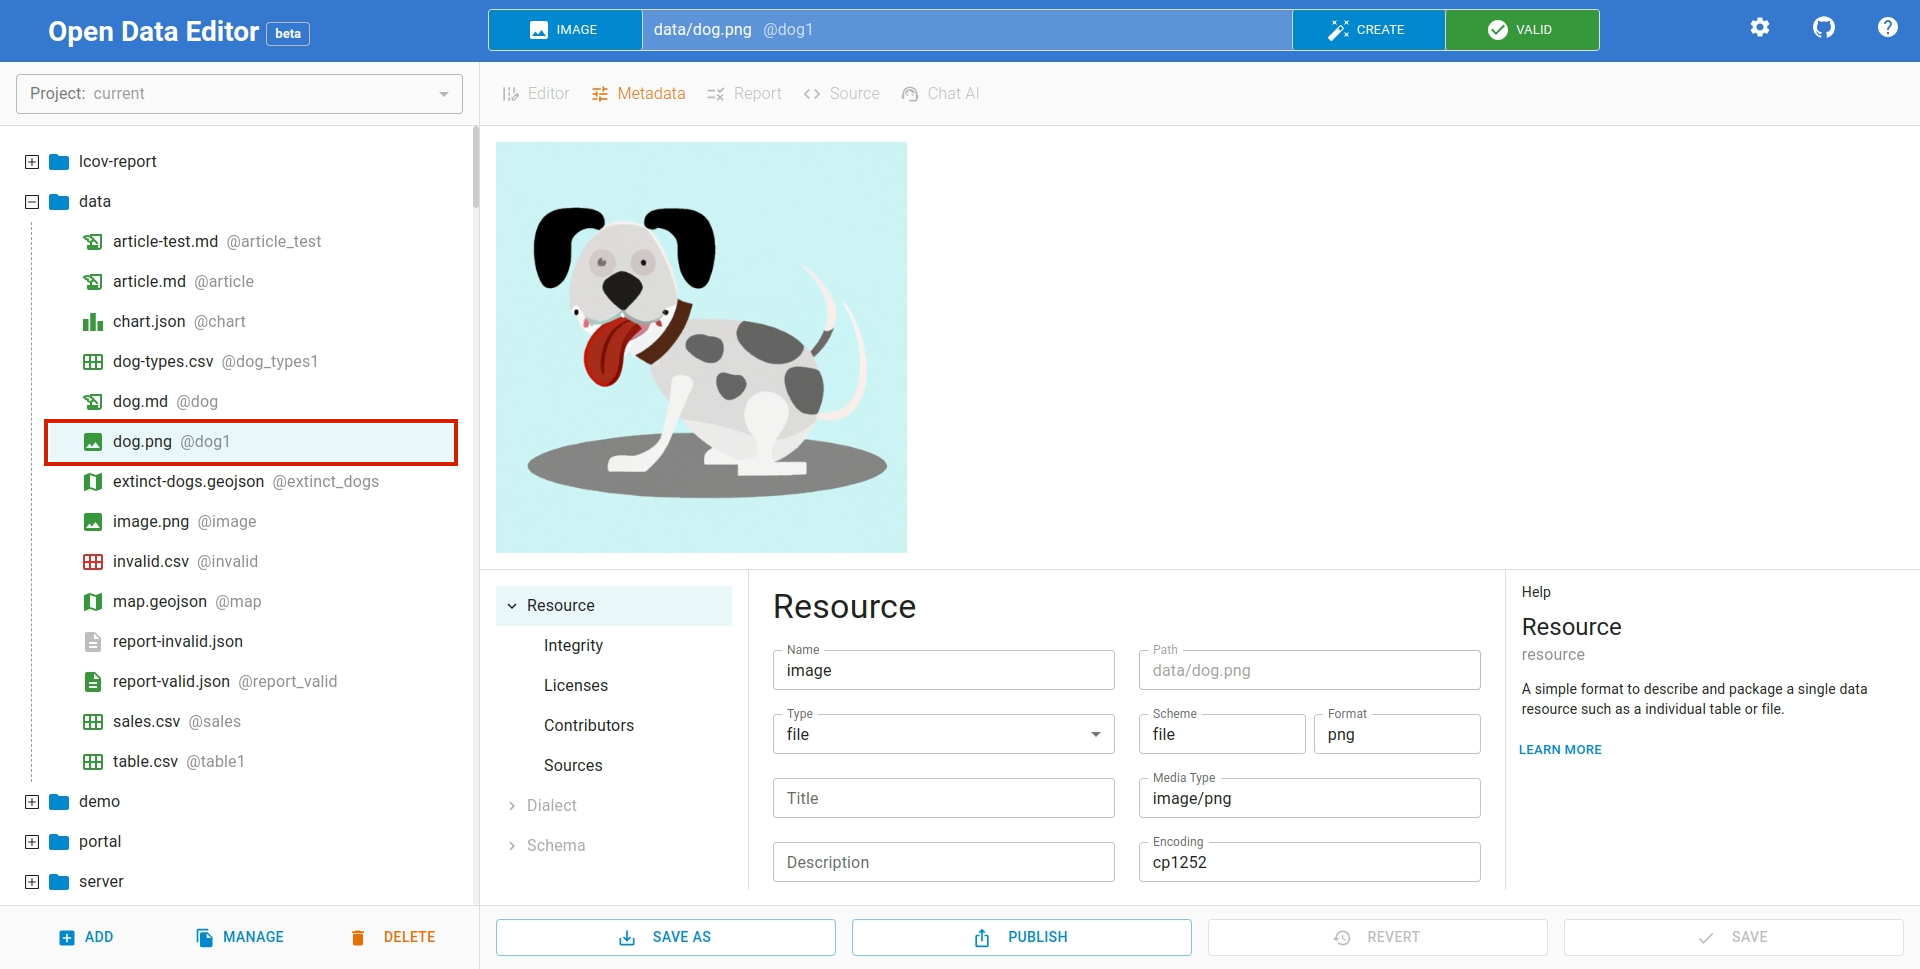 Open Data Editor beta
IMAGE data/dog.png @dog1 CREATE VALID
Project: current
Editor Metadata Report Source Chat AI
lcov-report
data
article-test.md @article_test
article.md @article
chart.json @chart
dog-types.csv @dog_types1
dog.md @dog
dog.png @dog1
extinct-dogs.geojson @extinct_dogs
image.png @image
invalid.csv @invalid
map.geojson @map
report-invalid.json
report-valid.json @report_valid
sales.csv @sales
table.csv @table1
demo
portal
server
ADD MANAGE DELETE
Resource
Integrity
Licenses
Contributors
Sources
Dialect
Schema
Resource
Name
image
Path
data/dog.png
Type
file
Scheme
file
Format
png
Title
Media Type
image/png
Description
Encoding
cp1252
Help
Resource
resource
A simple format to describe and package a single data
resource such as a individual table or file.
LEARN MORE
SAVE AS PUBLISH REVERT SAVE